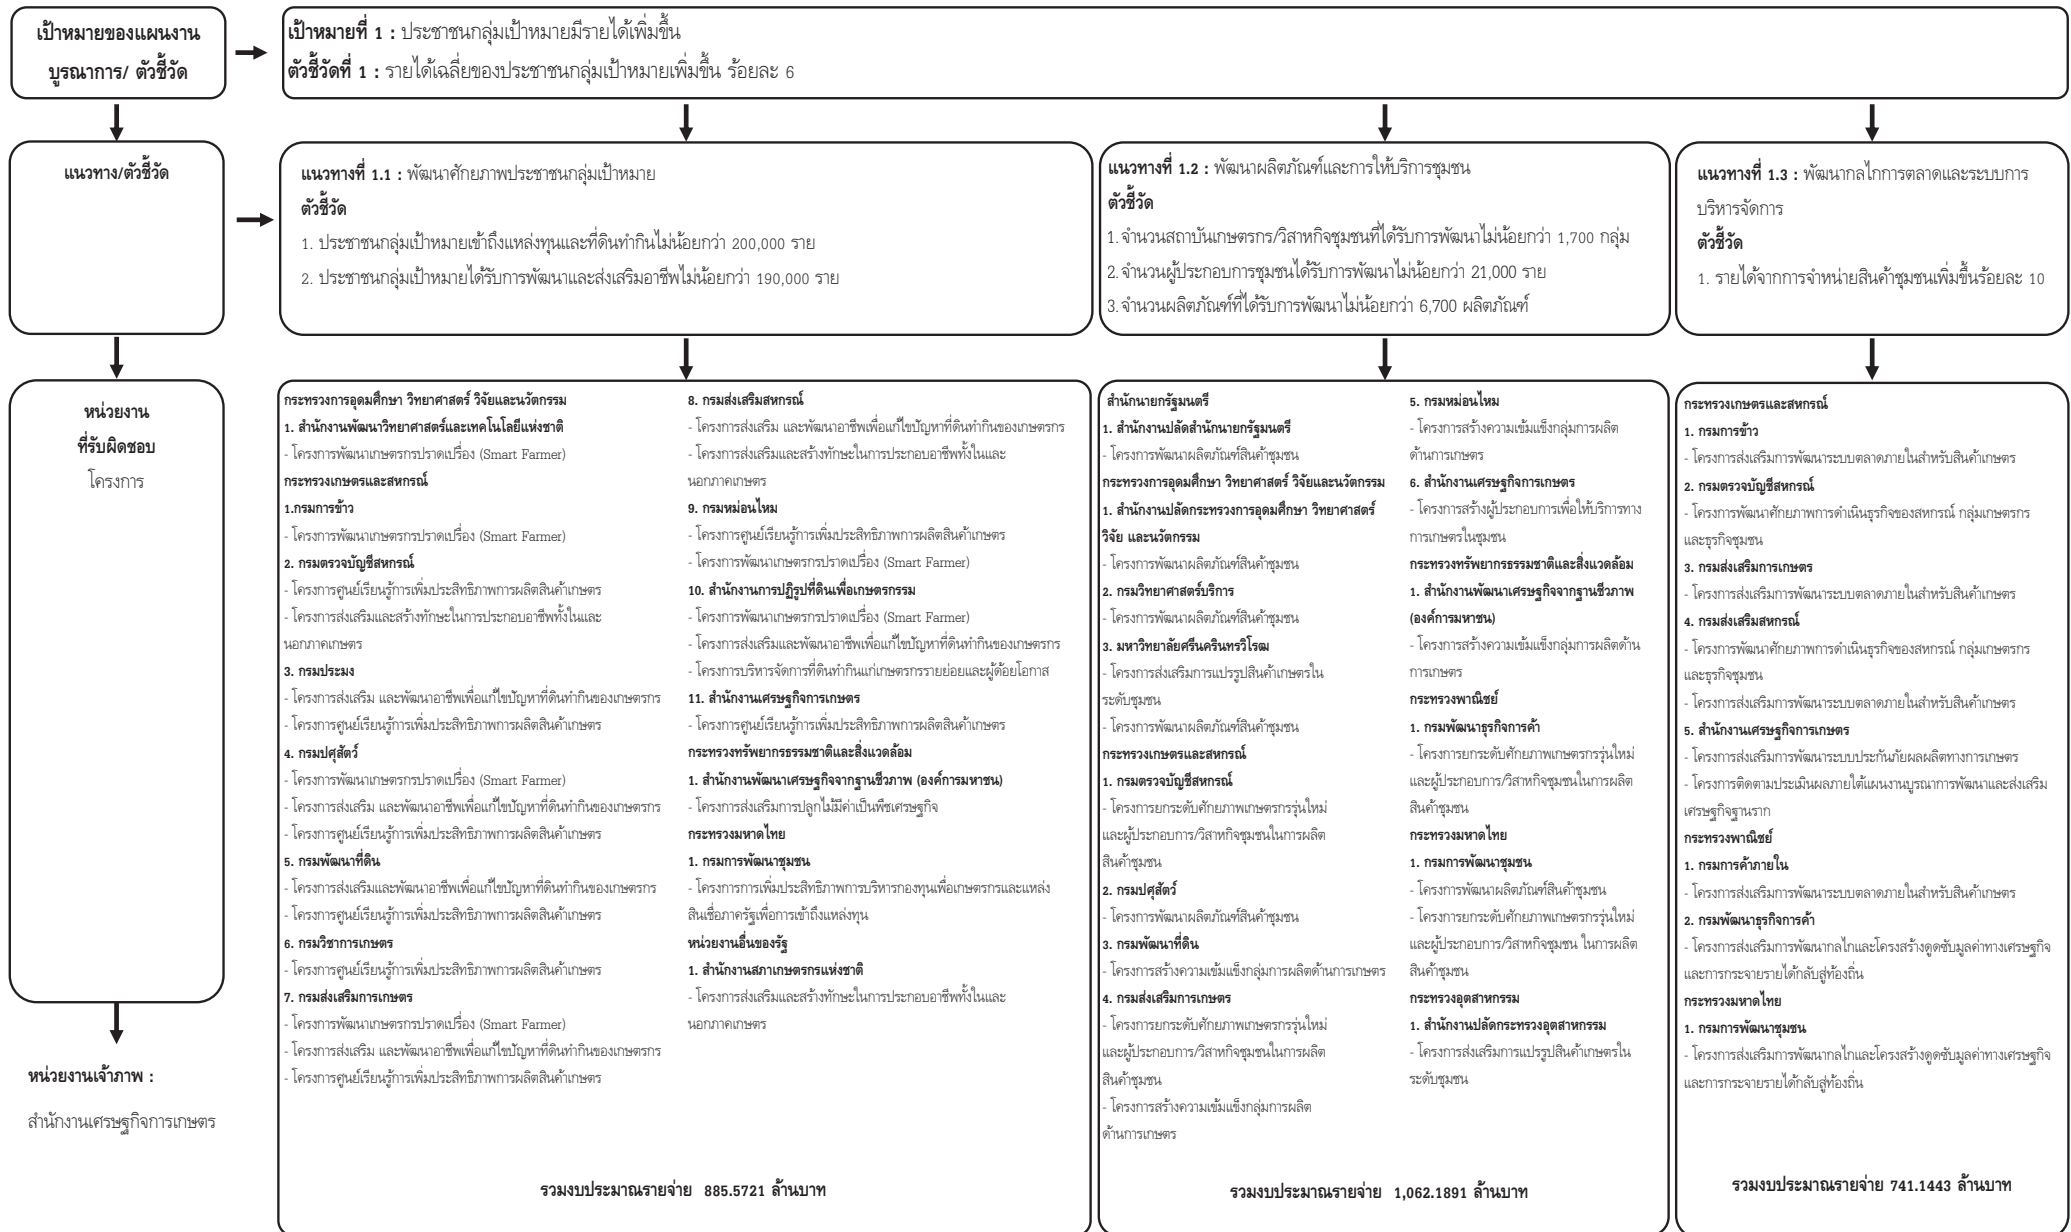 เป้าหมายของแผนงาน
บูรณาการ/ ตัวชี้วัด
เป้าหมายที่ 1 : ประชาชนกลุ่มเป้าหมายมีรายได้เพิ่มขึ้น
ตัวชี้วัดที่ 1 : รายได้เฉลี่ยของประชาชนกลุ่มเป้าหมายเพิ่มขึ้น ร้อยละ 6
แนวทาง/ตัวชี้วัด
แนวทางที่ 1.1 : พัฒนาศักยภาพประชาชนกลุ่มเป้าหมาย
ตัวชี้วัด
1. ประชาชนกลุ่มเป้าหมายเข้าถึงแหล่งทุนและที่ดินทำกินไม่น้อยกว่า 200,000 ราย
2. ประชาชนกลุ่มเป้าหมายได้รับการพัฒนาและส่งเสริมอาชีพไม่น้อยกว่า 190,000 ราย
แนวทางที่ 1.2 : พัฒนาผลิตภัณฑ์และการให้บริการชุมชน
ตัวชี้วัด
1. จำนวนสถาบันเกษตรกร/วิสาหกิจชุมชนที่ได้รับการพัฒนาไม่น้อยกว่า 1,700 กลุ่ม
2. จำนวนผู้ประกอบการชุมชนได้รับการพัฒนาไม่น้อยกว่า 21,000 ราย
3. จำนวนผลิตภัณฑ์ที่ได้รับการพัฒนาไม่น้อยกว่า 6,700 ผลิตภัณฑ์
แนวทางที่ 1.3 : พัฒนากลไกการตลาดและระบบการ
บริหารจัดการ
ตัวชี้วัด
1. รายได้จากการจำหน่ายสินค้าชุมชนเพิ่มขึ้นร้อยละ 10
หน่วยงาน
ที่รับผิดชอบ
โครงการ
กระทรวงการอุดมศึกษา วิทยาศาสตร์ วิจัยและนวัตกรรม
1. สำนักงานพัฒนาวิทยาศาสตร์และเทคโนโลยีแห่งชาติ
- โครงการพัฒนาเกษตรกรปราดเปรื่อง (Smart Farmer)
กระทรวงเกษตรและสหกรณ์
1.กรมการข้าว
- โครงการพัฒนาเกษตรกรปราดเปรื่อง (Smart Farmer)
2. กรมตรวจบัญชีสหกรณ์
- โครงการศูนย์เรียนรู้การเพิ่มประสิทธิภาพการผลิตสินค้าเกษตร
- โครงการส่งเสริมและสร้างทักษะในการประกอบอาชีพทั้งในและ
นอกภาคเกษตร
3. กรมประมง
- โครงการส่งเสริม และพัฒนาอาชีพเพื่อแก้ไขปัญหาที่ดินทำกินของเกษตรกร
- โครงการศูนย์เรียนรู้การเพิ่มประสิทธิภาพการผลิตสินค้าเกษตร
4. กรมปศุสัตว์
- โครงการพัฒนาเกษตรกรปราดเปรื่อง (Smart Farmer)
- โครงการส่งเสริม และพัฒนาอาชีพเพื่อแก้ไขปัญหาที่ดินทำกินของเกษตรกร
- โครงการศูนย์เรียนรู้การเพิ่มประสิทธิภาพการผลิตสินค้าเกษตร
5. กรมพัฒนาที่ดิน
- โครงการส่งเสริมและพัฒนาอาชีพเพื่อแก้ไขปัญหาที่ดินทำกินของเกษตรกร
- โครงการศูนย์เรียนรู้การเพิ่มประสิทธิภาพการผลิตสินค้าเกษตร
6. กรมวิชาการเกษตร
- โครงการศูนย์เรียนรู้การเพิ่มประสิทธิภาพการผลิตสินค้าเกษตร
7. กรมส่งเสริมการเกษตร
- โครงการพัฒนาเกษตรกรปราดเปรื่อง (Smart Farmer)
- โครงการส่งเสริม และพัฒนาอาชีพเพื่อแก้ไขปัญหาที่ดินทำกินของเกษตรกร
- โครงการศูนย์เรียนรู้การเพิ่มประสิทธิภาพการผลิตสินค้าเกษตร
8. กรมส่งเสริมสหกรณ์
- โครงการส่งเสริม และพัฒนาอาชีพเพื่อแก้ไขปัญหาที่ดินทำกินของเกษตรกร
- โครงการส่งเสริมและสร้างทักษะในการประกอบอาชีพทั้งในและ
นอกภาคเกษตร
9. กรมหม่อนไหม
- โครงการศูนย์เรียนรู้การเพิ่มประสิทธิภาพการผลิตสินค้าเกษตร
- โครงการพัฒนาเกษตรกรปราดเปรื่อง (Smart Farmer)
10. สำนักงานการปฏิรูปที่ดินเพื่อเกษตรกรรม
- โครงการพัฒนาเกษตรกรปราดเปรื่อง (Smart Farmer)
- โครงการส่งเสริมและพัฒนาอาชีพเพื่อแก้ไขปัญหาที่ดินทำกินของเกษตรกร
- โครงการบริหารจัดการที่ดินทำกินแก่เกษตรกรรายย่อยและผู้ด้อยโอกาส
11. สำนักงานเศรษฐกิจการเกษตร
- โครงการศูนย์เรียนรู้การเพิ่มประสิทธิภาพการผลิตสินค้าเกษตร
กระทรวงทรัพยากรธรรมชาติและสิ่งแวดล้อม
1. สำนักงานพัฒนาเศรษฐกิจจากฐานชีวภาพ (องค์การมหาชน)
- โครงการส่งเสริมการปลูกไม้มีค่าเป็นพืชเศรษฐกิจ
กระทรวงมหาดไทย
1. กรมการพัฒนาชุมชน
- โครงการการเพิ่มประสิทธิภาพการบริหารกองทุนเพื่อเกษตรกรและแหล่ง
สินเชื่อภาครัฐเพื่อการเข้าถึงแหล่งทุน
หน่วยงานอื่นของรัฐ
1. สำนักงานสภาเกษตรกรแห่งชาติ
- โครงการส่งเสริมและสร้างทักษะในการประกอบอาชีพทั้งในและ
นอกภาคเกษตร
รวมงบประมาณรายจ่าย 885.5721 ล้านบาท
สำนักนายกรัฐมนตรี
1. สำนักงานปลัดสำนักนายกรัฐมนตรี
- โครงการพัฒนาผลิตภัณฑ์สินค้าชุมชน
กระทรวงการอุดมศึกษา วิทยาศาสตร์ วิจัยและนวัตกรรม
1. สำนักงานปลัดกระทรวงการอุดมศึกษา วิทยาศาสตร์
วิจัย และนวัตกรรม
- โครงการพัฒนาผลิตภัณฑ์สินค้าชุมชน
2. กรมวิทยาศาสตร์บริการ
- โครงการพัฒนาผลิตภัณฑ์สินค้าชุมชน
3. มหาวิทยาลัยศรีนครินทรวิโรฒ
- โครงการส่งเสริมการแปรรูปสินค้าเกษตรใน
ระดับชุมชน
- โครงการพัฒนาผลิตภัณฑ์สินค้าชุมชน
กระทรวงเกษตรและสหกรณ์
1. กรมตรวจบัญชีสหกรณ์
- โครงการยกระดับศักยภาพเกษตรกรรุ่นใหม่
และผู้ประกอบการ/วิสาหกิจชุมชนในการผลิต
สินค้าชุมชน
2. กรมปศุสัตว์
- โครงการพัฒนาผลิตภัณฑ์สินค้าชุมชน
3. กรมพัฒนาที่ดิน
- โครงการสร้างความเข้มแข็งกลุ่มการผลิตด้านการเกษตร
4. กรมส่งเสริมการเกษตร
- โครงการยกระดับศักยภาพเกษตรกรรุ่นใหม่
และผู้ประกอบการ/วิสาหกิจชุมชนในการผลิต
สินค้าชุมชน
- โครงการสร้างความเข้มแข็งกลุ่มการผลิต
ด้านการเกษตร
5. กรมหม่อนไหม
- โครงการสร้างความเข้มแข็งกลุ่มการผลิต
ด้านการเกษตร
6. สำนักงานเศรษฐกิจการเกษตร
- โครงการสร้างผู้ประกอบการเพื่อให้บริการทาง
การเกษตรในชุมชน
กระทรวงทรัพยากรธรรมชาติและสิ่งแวดล้อม
1. สำนักงานพัฒนาเศรษฐกิจจากฐานชีวภาพ
(องค์การมหาชน)
- โครงการสร้างความเข้มแข็งกลุ่มการผลิตด้าน
การเกษตร
กระทรวงพาณิชย์
1. กรมพัฒนาธุรกิจการค้า
- โครงการยกระดับศักยภาพเกษตรกรรุ่นใหม่
และผู้ประกอบการ/วิสาหกิจชุมชนในการผลิต
สินค้าชุมชน
กระทรวงมหาดไทย
1. กรมการพัฒนาชุมชน
- โครงการพัฒนาผลิตภัณฑ์สินค้าชุมชน
- โครงการยกระดับศักยภาพเกษตรกรรุ่นใหม่
และผู้ประกอบการ/วิสาหกิจชุมชน ในการผลิต
สินค้าชุมชน
กระทรวงอุตสาหกรรม
1. สำนักงานปลัดกระทรวงอุตสาหกรรม
- โครงการส่งเสริมการแปรรูปสินค้าเกษตรใน
ระดับชุมชน
รวมงบประมาณรายจ่าย 1,062.1891 ล้านบาท
กระทรวงเกษตรและสหกรณ์
1. กรมการข้าว
- โครงการส่งเสริมการพัฒนาระบบตลาดภายในสำหรับสินค้าเกษตร
2. กรมตรวจบัญชีสหกรณ์
- โครงการพัฒนาศักยภาพการดำเนินธุรกิจของสหกรณ์ กลุ่มเกษตรกร
และธุรกิจชุมชน
3. กรมส่งเสริมการเกษตร
- โครงการส่งเสริมการพัฒนาระบบตลาดภายในสำหรับสินค้าเกษตร
4. กรมส่งเสริมสหกรณ์
- โครงการพัฒนาศักยภาพการดำเนินธุรกิจของสหกรณ์ กลุ่มเกษตรกร
และธุรกิจชุมชน
- โครงการส่งเสริมการพัฒนาระบบตลาดภายในสำหรับสินค้าเกษตร
5. สำนักงานเศรษฐกิจการเกษตร
- โครงการส่งเสริมการพัฒนาระบบประกันภัยผลผลิตทางการเกษตร
- โครงการติดตามประเมินผลภายใต้แผนงานบูรณาการพัฒนาและส่งเสริม
เศรษฐกิจฐานราก
กระทรวงพาณิชย์
1. กรมการค้าภายใน
- โครงการส่งเสริมการพัฒนาระบบตลาดภายในสำหรับสินค้าเกษตร
2. กรมพัฒนาธุรกิจการค้า
- โครงการส่งเสริมการพัฒนากลไกและโครงสร้างดูดซับมูลค่าทางเศรษฐกิจ
และการกระจายรายได้กลับสู่ท้องถิ่น
กระทรวงมหาดไทย
1. กรมการพัฒนาชุมชน
- โครงการส่งเสริมการพัฒนากลไกและโครงสร้างดูดซับมูลค่าทางเศรษฐกิจ
และการกระจายรายได้กลับสู่ท้องถิ่น
รวมงบประมาณรายจ่าย 741.1443 ล้านบาท
หน่วยงานเจ้าภาพ :
สำนักงานเศรษฐกิจการเกษตร